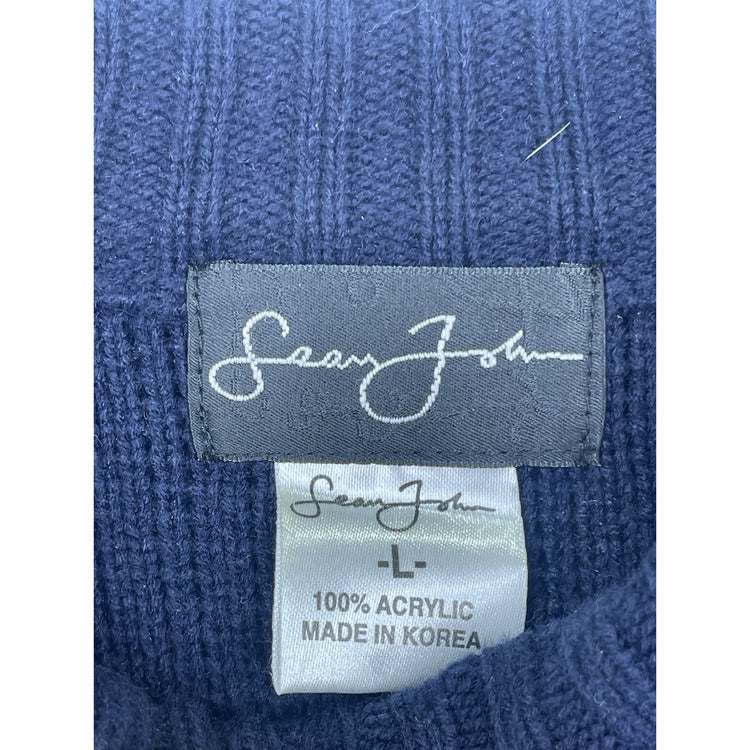 Sean John
Sean John
-L-
100% ACRYLIC
MADE IN KOREA